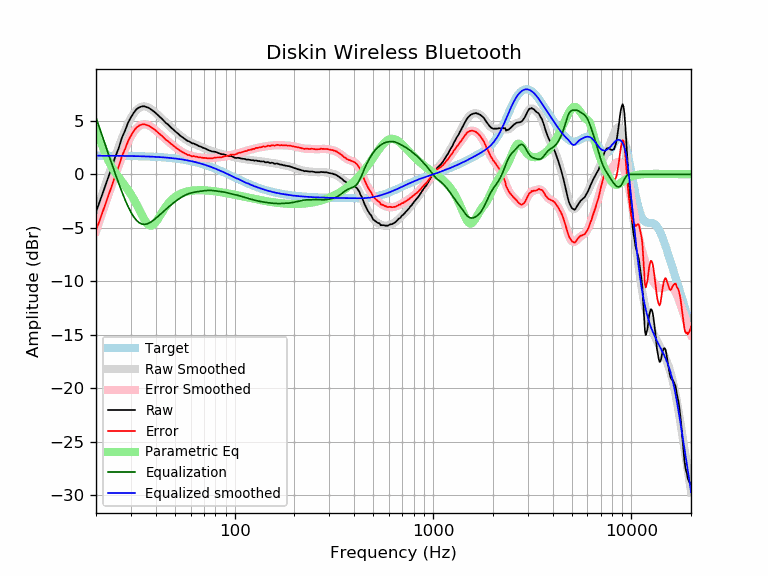 Diskin Wireless Bluetooth
Amplitude (dBr)
5
0
−5
−10
−15
−20
−25
−30
Target
Raw Smoothed
Error Smoothed
Raw
Error
Parametric Eq
Equalization
Equalized smoothed
100
1000
10000
Frequency (Hz)